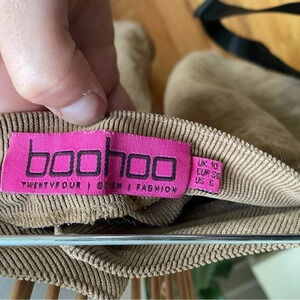 boohoo
TWENTYFOUR | SEVEN | FASHION
UK 10
EUR 38
US 6